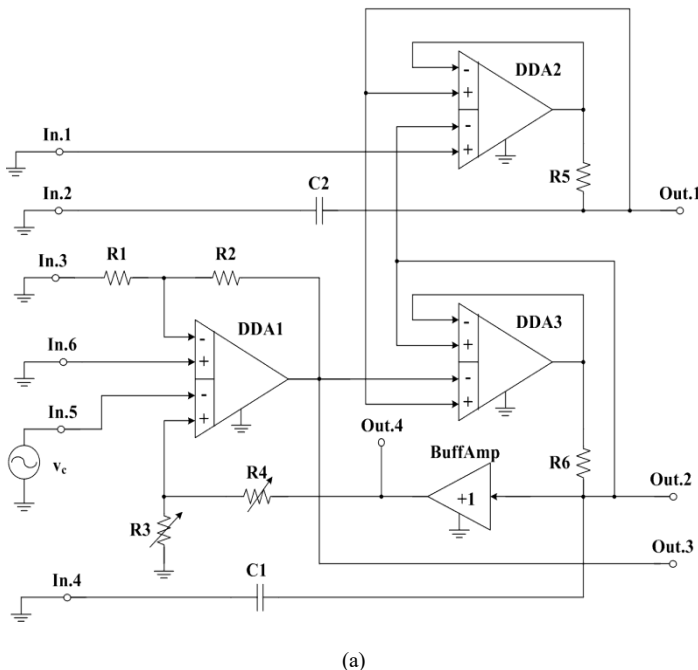 DDA2
In.1
R5
In.2
C2
Out.1
In.3
R1
R2
DDA1
DDA3
In.6
In.5
Out.4
BuffAmp
vc
R4
+1
R6
Out.2
R3
Out.3
In.4
C1
- + - +
- + - +
- + - +
(a)